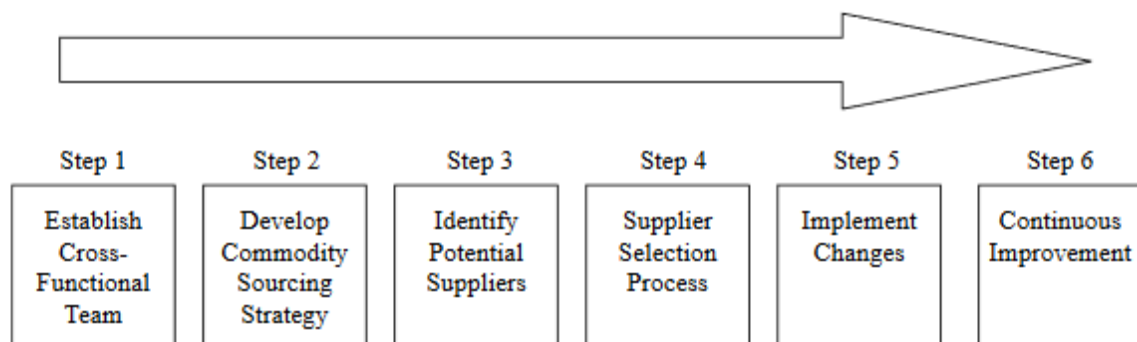 Step 1
Step 2
Step 3
Step 4
Step 5
Step 6
Establish
Cross-
Functional
Team
Develop
Commodity
Sourcing
Strategy
Identify
Potential
Suppliers
Supplier
Selection
Process
Implement
Changes
Continuous
Improvement